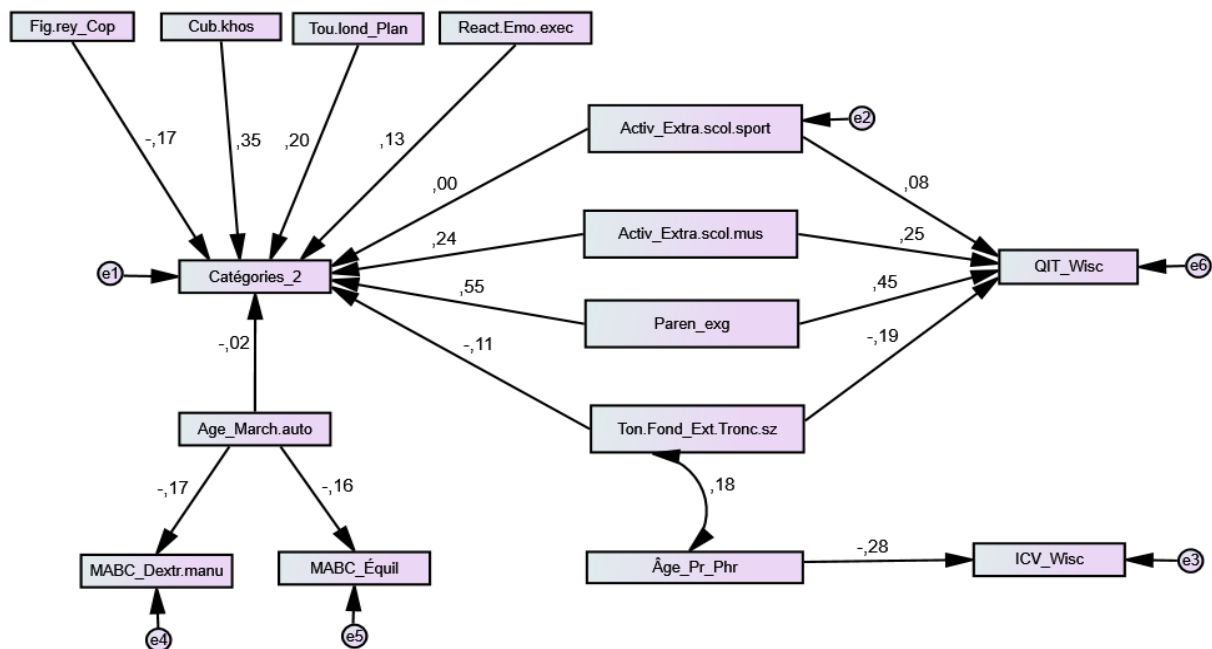 Fig.rey_Cop
Cub.khos
Tou.lond_Plan
React.Emo.exec
-,17
,35
,20
,13
Activ_Extra.scol.sport
e2
,00
,08
,24
Activ_Extra.scol.mus
,25
e1
Catégories_2
QIT_Wisc
e6
,55
Paren_exg
,45
-,02
-,11
-,19
Age_March.auto
Ton.Fond_Ext.Tronc.sz
-,17
-,16
,18
MABC_Dextr.manu
MABC_Équil
Âge_Pr_Phr
-,28
ICV_Wisc
e3
e4
e5